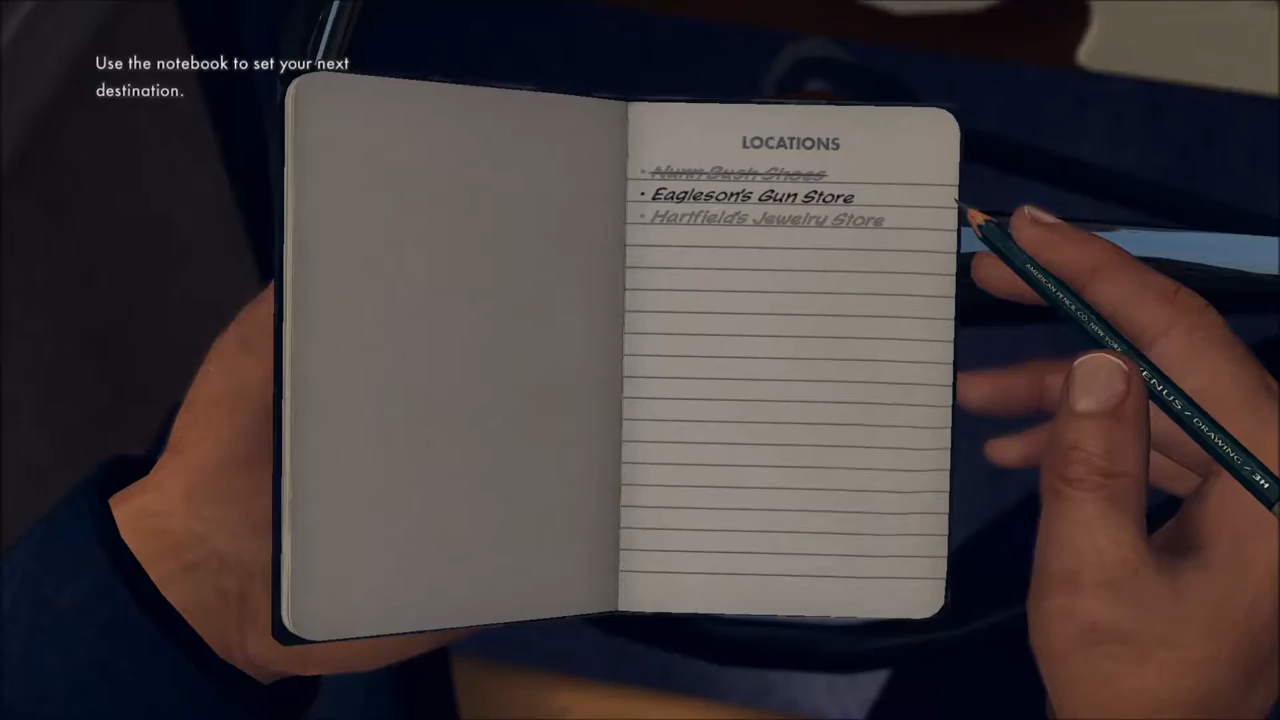 Use the notebook to set your next
destination.
LOCATIONS
· Nunn Bush Shoes
· Eagleson's Gun Store
· Hartfield's Jewelry Store
AMERICAN PENCIL CO. NEW YORK
VENUS / DRAWING / 3H